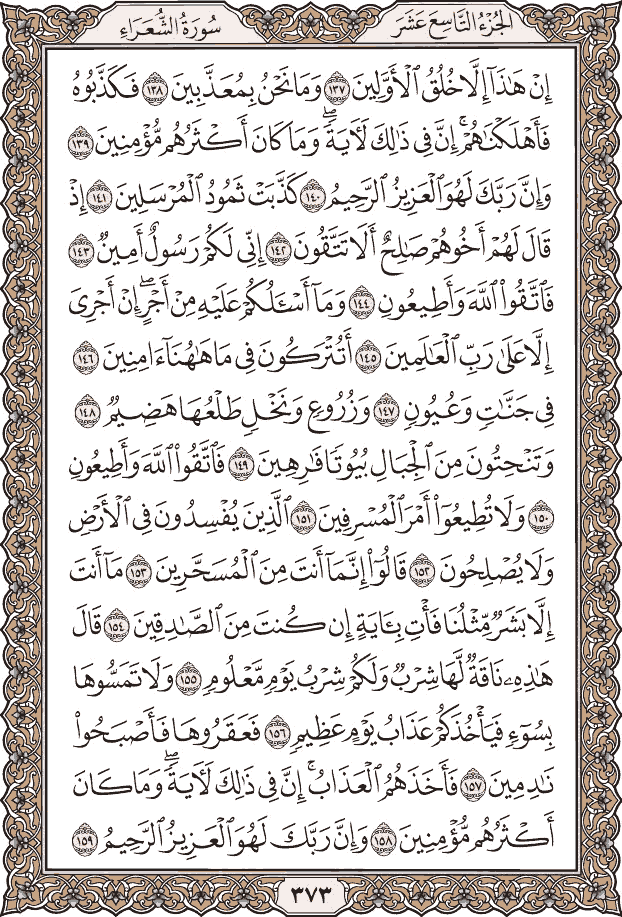 الجُزْءُ التَّاسِعَ عَشَرَ
سُورَةُ الشُّعَرَاءِ
إِنْ هَٰذَآ إِلَّا خُلُقُ ٱلْأَوَّلِينَ ١٣٧ وَمَا نَحْنُ بِمُعَذَّبِينَ ١٣٨ فَكَذَّبُوهُ
فَأَهْلَكْنَٰهُمْ ۚ إِنَّ فِى ذَٰلِكَ لَـَٔايَةً ۖ وَمَا كَانَ أَكْثَرُهُم مُّؤْمِنِينَ ١٣٩
وَإِنَّ رَبَّكَ لَهُوَ ٱلْعَزِيزُ ٱلرَّحِيمُ ١٤٠ كَذَّبَتْ ثَمُودُ ٱلْمُرْسَلِينَ ١٤١ إِذْ
قَالَ لَهُمْ أَخُوهُمْ صَٰلِحٌ أَلَا تَتَّقُونَ ١٤٢ إِنِّى لَكُمْ رَسُولٌ أَمِينٌ ١٤٣
فَٱتَّقُوا۟ ٱللَّهَ وَأَطِيعُونِ ١٤٤ وَمَآ أَسْـَٔلُكُمْ عَلَيْهِ مِنْ أَجْرٍ ۖ إِنْ أَجْرِىَ
إِلَّا عَلَىٰ رَبِّ ٱلْعَٰلَمِينَ ١٤٥ أَتُتْرَكُونَ فِى مَا هَٰهُنَآ ءَامِنِينَ ١٤٦
فِى جَنَّٰتٍ وَعُيُونٍ ١٤٧ وَزُرُوعٍ وَنَخْلٍ طَلْعُهَا هَضِيمٌ ١٤٨
وَتَنْحِتُونَ مِنَ ٱلْجِبَالِ بُيُوتًا فَٰرِهِينَ ١٤٩ فَٱتَّقُوا۟ ٱللَّهَ وَأَطِيعُونِ
١٥٠ وَلَا تُطِيعُوٓا۟ أَمْرَ ٱلْمُسْرِفِينَ ١٥١ ٱلَّذِينَ يُفْسِدُونَ فِى ٱلْأَرْضِ
وَلَا يُصْلِحُونَ ١٥٢ قَالُوٓا۟ إِنَّمَآ أَنتَ مِنَ ٱلْمُسَحَّرِينَ ١٥٣ مَآ أَنتَ
إِلَّا بَشَرٌ مِّثْلُنَا فَأْتِ بِـَٔايَةٍ إِن كُنتَ مِنَ ٱلصَّٰدِقِينَ ١٥٤ قَالَ
هَٰذِهِۦ نَاقَةٌ لَّهَا شِرْبٌ وَلَكُمْ شِرْبُ يَوْمٍ مَّعْلُومٍ ١٥٥ وَلَا تَمَسُّوهَا
بِسُوٓءٍ فَيَأْخُذَكُمْ عَذَابُ يَوْمٍ عَظِيمٍ ١٥٦ فَعَقَرُوهَا فَأَصْبَحُوا۟
نَٰدِمِينَ ١٥٧ فَأَخَذَهُمُ ٱلْعَذَابُ ۗ إِنَّ فِى ذَٰلِكَ لَـَٔايَةً ۖ وَمَا كَانَ
أَكْثَرُهُم مُّؤْمِنِينَ ١٥٨ وَإِنَّ رَبَّكَ لَهُوَ ٱلْعَزِيزُ ٱلرَّحِيمُ ١٥٩
٣٧٣